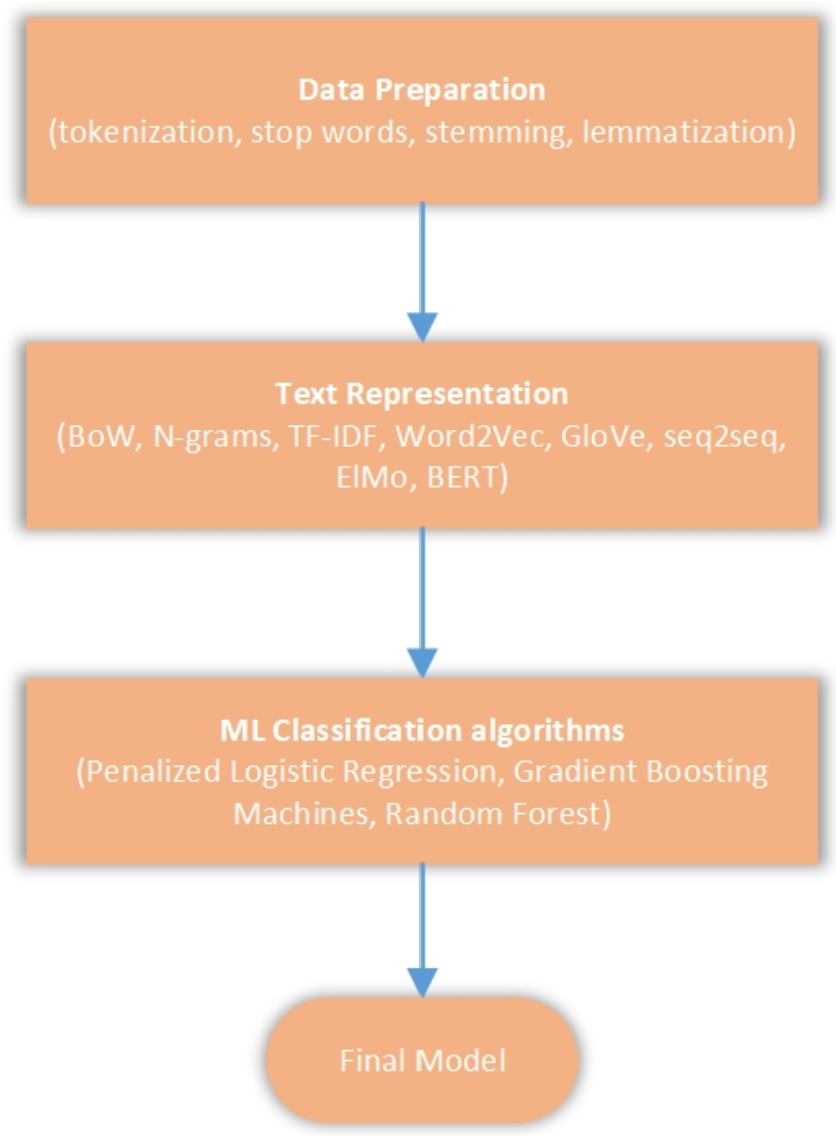 Data Preparation
(tokenization, stop words, stemming, lemmatization)
Text Representation
(BoW, N-grams, TF-IDF, Word2Vec, GloVe, seq2seq,
ElMo, BERT)
ML Classification algorithms
(Penalized Logistic Regression, Gradient Boosting
Machines, Random Forest)
Final Model